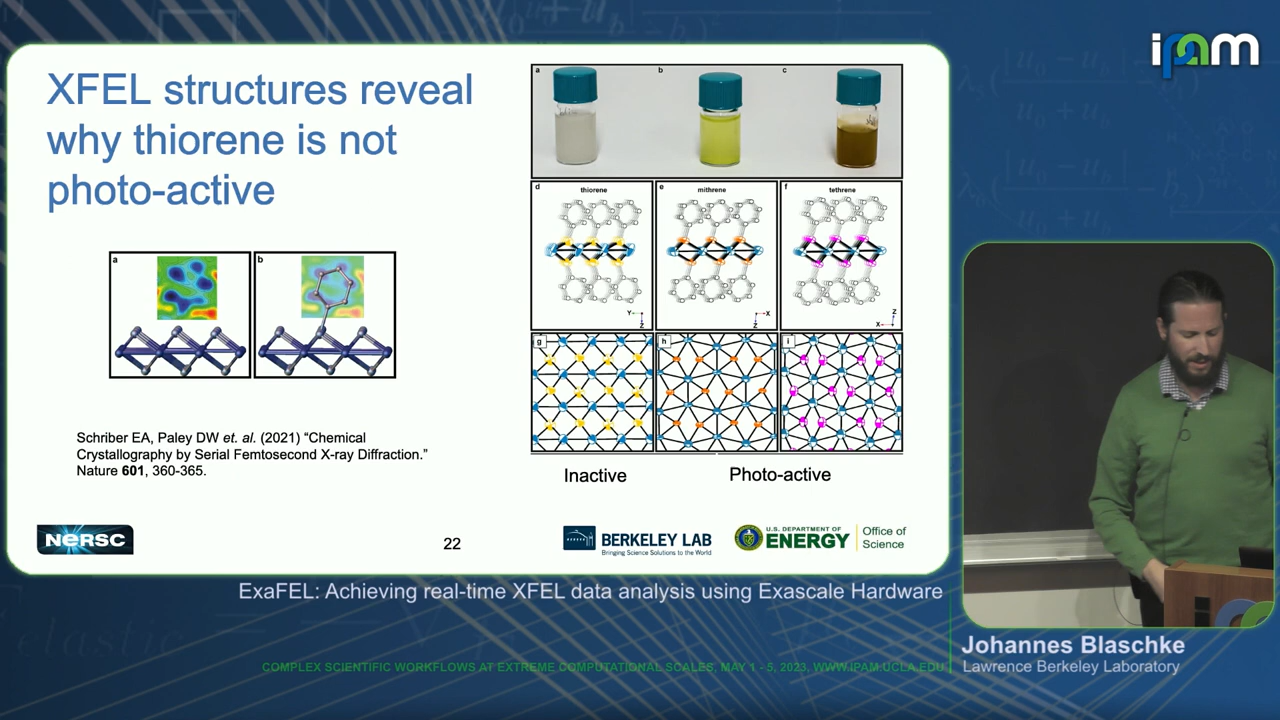 XFEL structures reveal
why thiorene is not
photo-active
a
b
Schriber EA, Paley DW et. al. (2021) “Chemical
Crystallography by Serial Femtosecond X-ray Diffraction.”
Nature 601, 360-365.
a
b
c
d
thiorene
e
mithrene
f
tethrene
Y
Z
X
Z
Z
X
g
h
i
Inactive
Photo-active
NERSC
22
BERKELEY LAB
Bringing Science Solutions to the World
U.S. DEPARTMENT OF
ENERGY
Office of
Science
ipam
ExaFEL: Achieving real-time XFEL data analysis using Exascale Hardware
Johannes Blaschke
Lawrence Berkeley Laboratory
COMPLEX SCIENTIFIC WORKFLOWS AT EXTREME COMPUTATIONAL SCALES, MAY 1 - 5, 2023, WWW.IPAM.UCLA.EDU
elastic